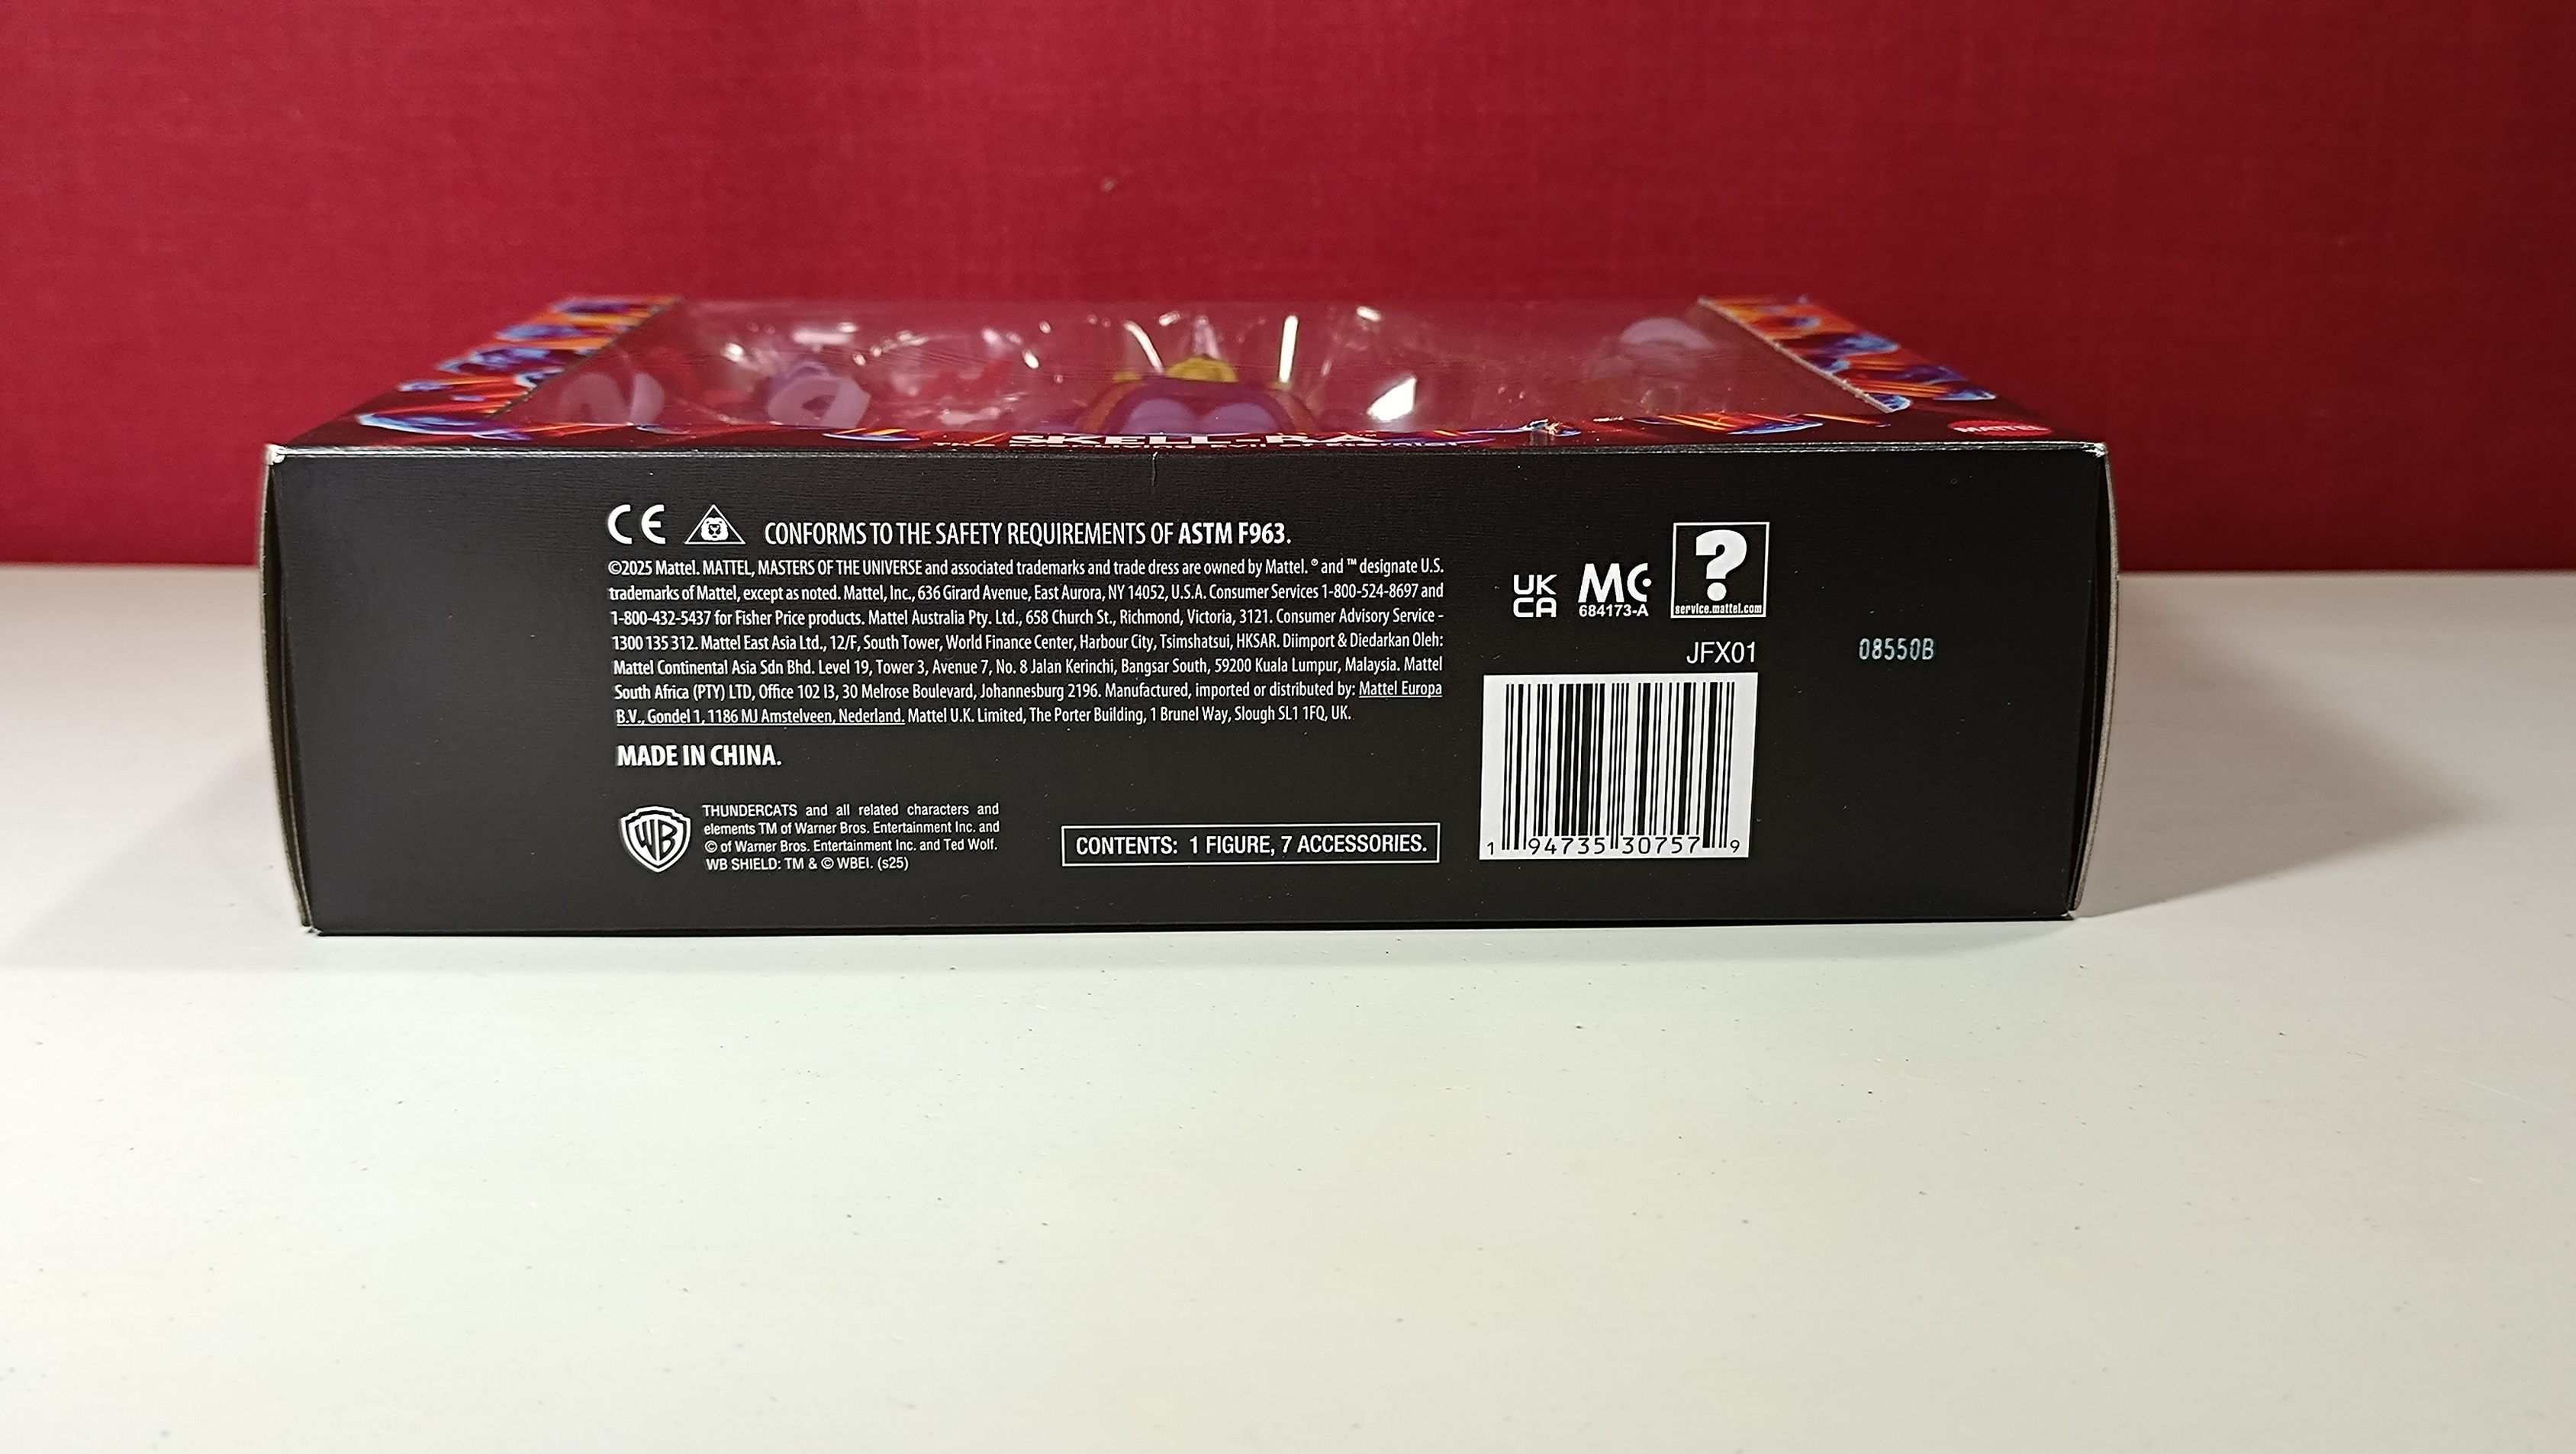 SKELL-RA
MATTEL
CE CONFORMS TO THE SAFETY REQUIREMENTS OF ASTM F963.
©2025 Mattel. MATTEL, MASTERS OF THE UNIVERSE and associated trademarks and trade dress are owned by Mattel. ® and ™ designate U.S.
trademarks of Mattel, except as noted. Mattel, Inc., 636 Girard Avenue, East Aurora, NY 14052, U.S.A. Consumer Services 1-800-524-8697 and
1-800-432-5437 for Fisher Price products. Mattel Australia Pty. Ltd., 658 Church St., Richmond, Victoria, 3121. Consumer Advisory Service -
1300 135 312. Mattel East Asia Ltd., 12/F, South Tower, World Finance Center, Harbour City, Tsimshatsui, HKSAR. Diimport & Diedarkan Oleh:
Mattel Continental Asia Sdn Bhd. Level 19, Tower 3, Avenue 7, No. 8 Jalan Kerinchi, Bangsar South, 59200 Kuala Lumpur, Malaysia. Mattel
South Africa (PTY) LTD, Office 102 I3, 30 Melrose Boulevard, Johannesburg 2196. Manufactured, imported or distributed by: Mattel Europa
B.V., Gondel 1, 1186 MJ Amstelveen, Nederland. Mattel U.K. Limited, The Porter Building, 1 Brunel Way, Slough SL1 1FQ, UK.
MADE IN CHINA.
WB
THUNDERCATS and all related characters and
elements TM of Warner Bros. Entertainment Inc. and
© of Warner Bros. Entertainment Inc. and Ted Wolf.
WB SHIELD: TM & © WBEI. (s25)
CONTENTS: 1 FIGURE, 7 ACCESSORIES.
UK
CA
MC
684173-A
?
service.mattel.com
JFX01
1 94735 30757 9
08550B